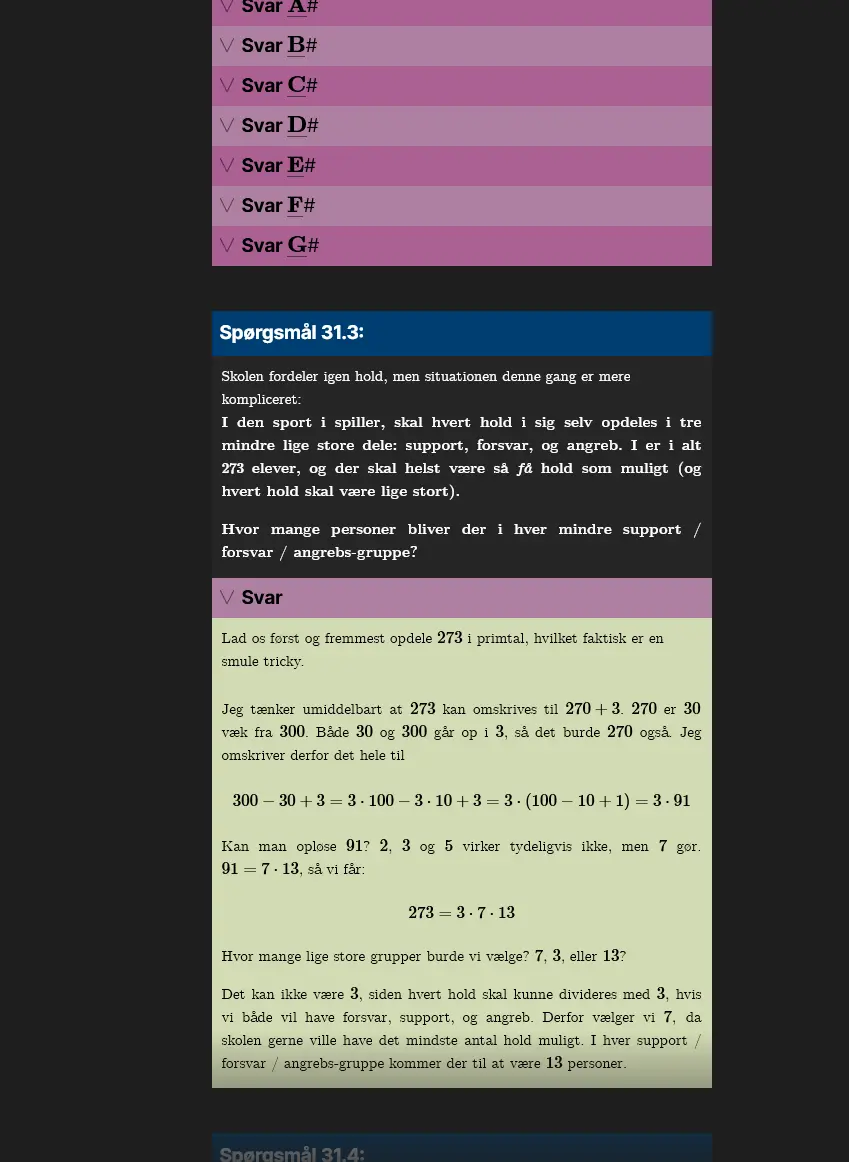 Svar A#
Svar B#
Svar C#
Svar D#
Svar E#
Svar F#
Svar G#
Spørgsmål 31.3:
Skolen fordeler igen hold, men situationen denne gang er mere
kompliceret:
I den sport i spiller, skal hvert hold i sig selv opdeles i tre
mindre lige store dele: support, forsvar, og angreb. I er i alt
273 elever, og der skal helst være så få hold som muligt (og
hvert hold skal være lige stort).
Hvor mange personer bliver der i hver mindre support /
forsvar / angrebs-gruppe?
Svar
Lad os først og fremmest opdele 273 i primtal, hvilket faktisk er en
smule tricky.
Jeg tænker umiddelbart at 273 kan omskrives til 270 + 3. 270 er 30
væk fra 300. Både 30 og 300 går op i 3, så det burde 270 også. Jeg
omskriver derfor det hele til
300 − 30 + 3 = 3 · 100 − 3 · 10 + 3 = 3 · (100 − 10 + 1) = 3 · 91
Kan man opløse 91? 2, 3 og 5 virker tydeligvis ikke, men 7 gør.
91 = 7 · 13, så vi får:
273 = 3 · 7 · 13
Hvor mange lige store grupper burde vi vælge? 7, 3, eller 13?
Det kan ikke være 3, siden hvert hold skal kunne divideres med 3, hvis
vi både vil have forsvar, support, og angreb. Derfor vælger vi 7, da
skolen gerne ville have det mindste antal hold muligt. I hver support /
forsvar / angrebs-gruppe kommer der til at være 13 personer.
Spørgsmål 31.4: